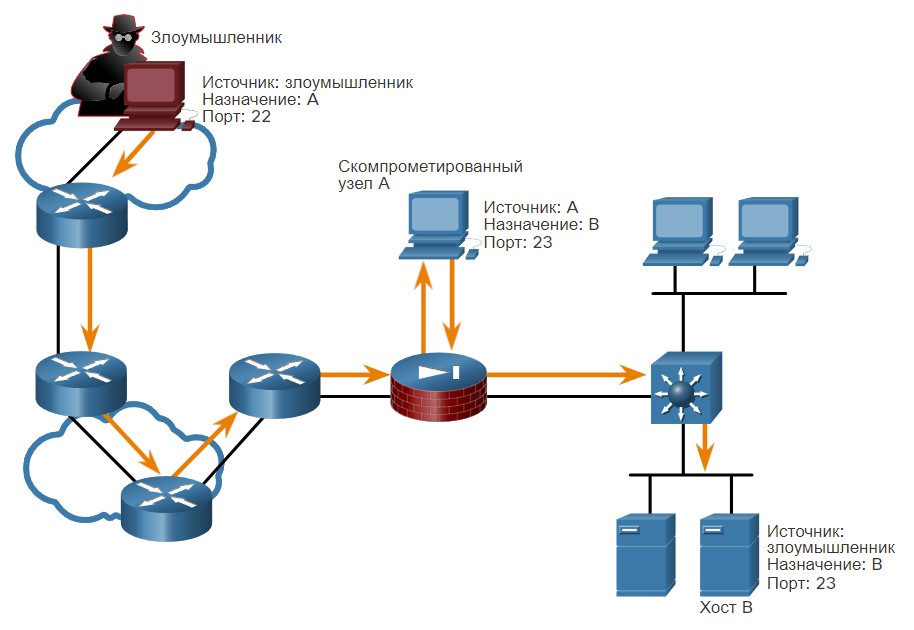 Злоумышленник
Источник: злоумышленник
Назначение: A
Порт: 22
Скомпрометированный
узел A
Источник: A
Назначение: B
Порт: 23
Источник:
злоумышленник
Назначение: B
Порт: 23
Хост B